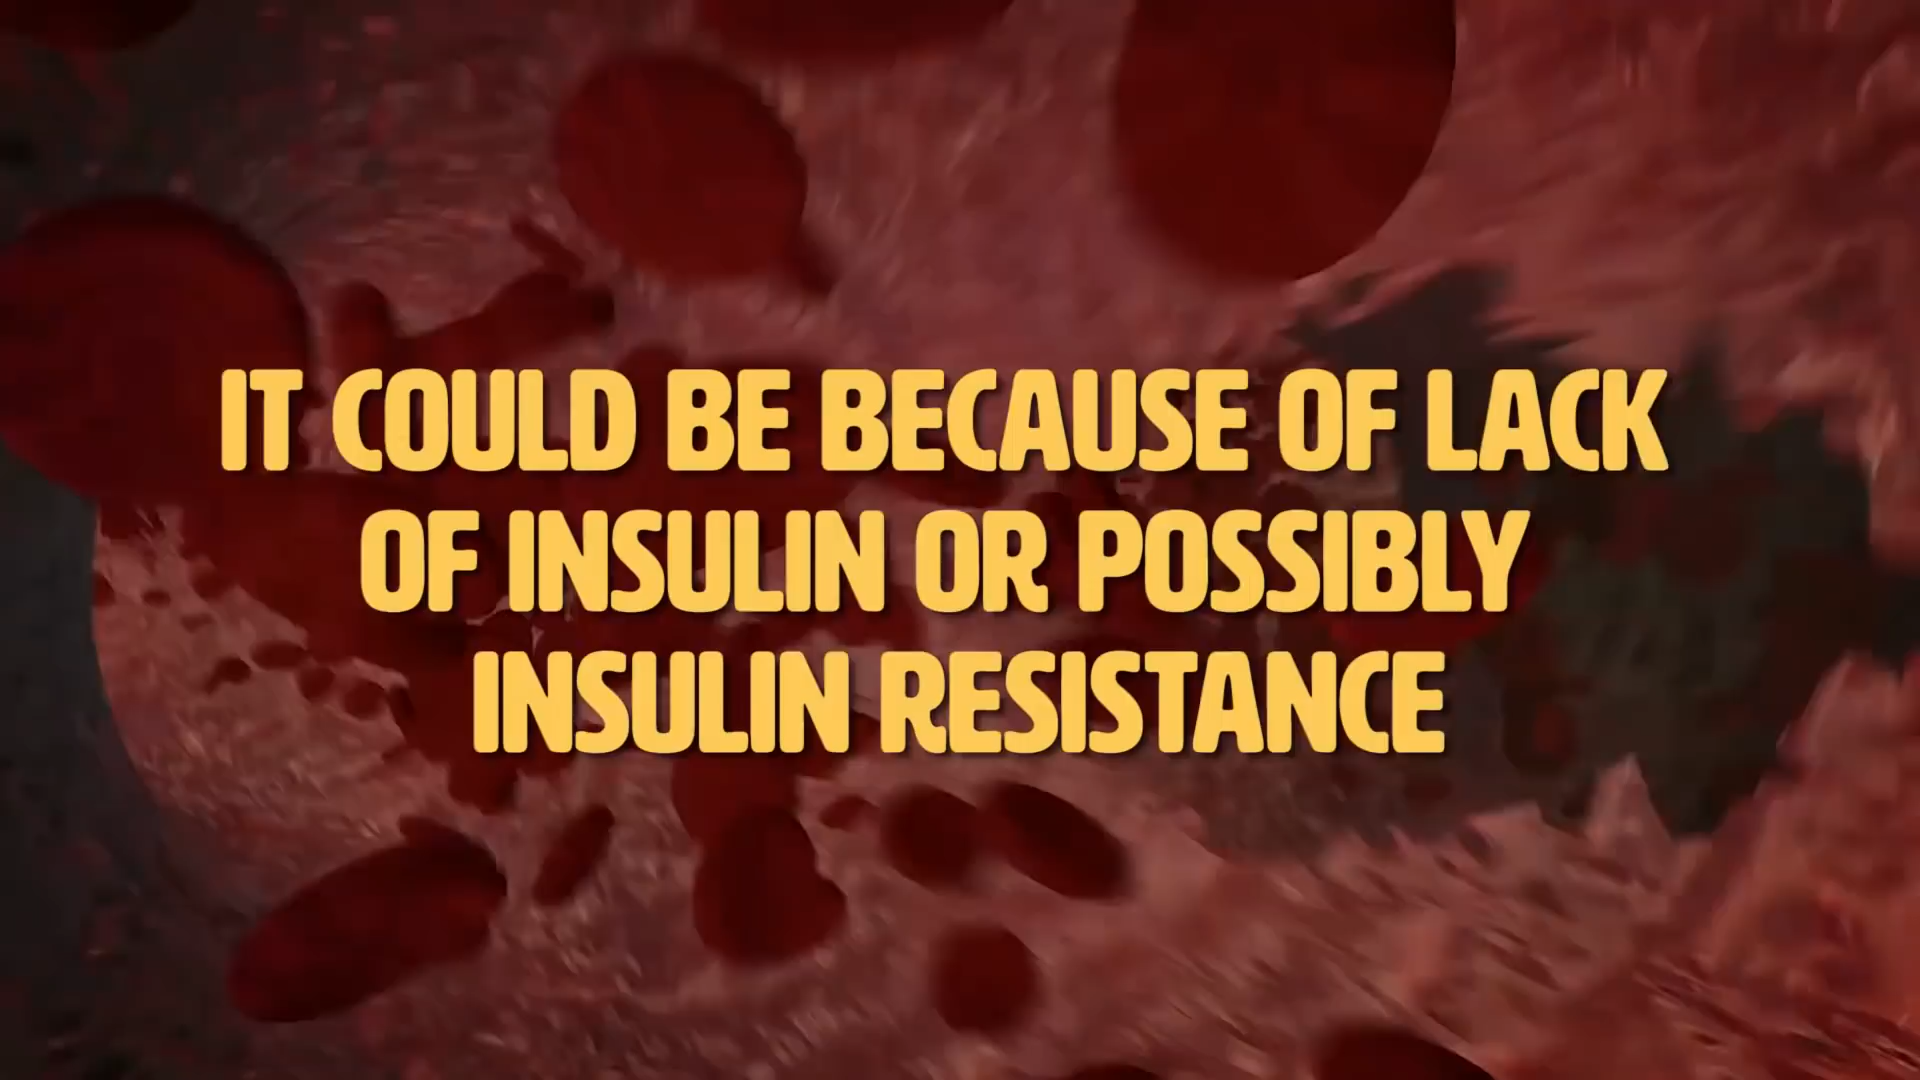 IT COULD BE BECAUSE OF LACK
OF INSULIN OR POSSIBLY
INSULIN RESISTANCE